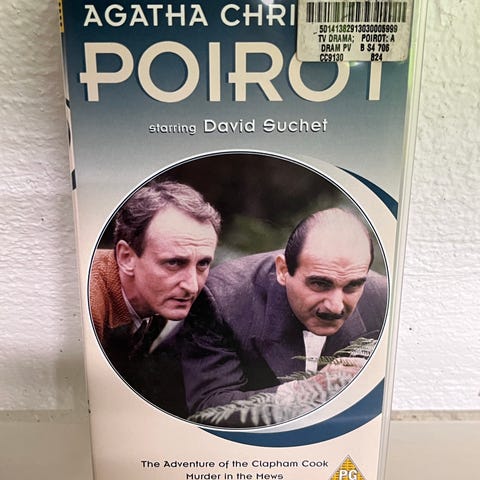 AGATHA CHRI
POIROT
starring David Suchet
50141382913030005999
TV DRAMA; POIROT: A
DRAM PV B S4 706
CC9130 B24
The Adventure of the Clapham Cook
Murder in the Mews
PG